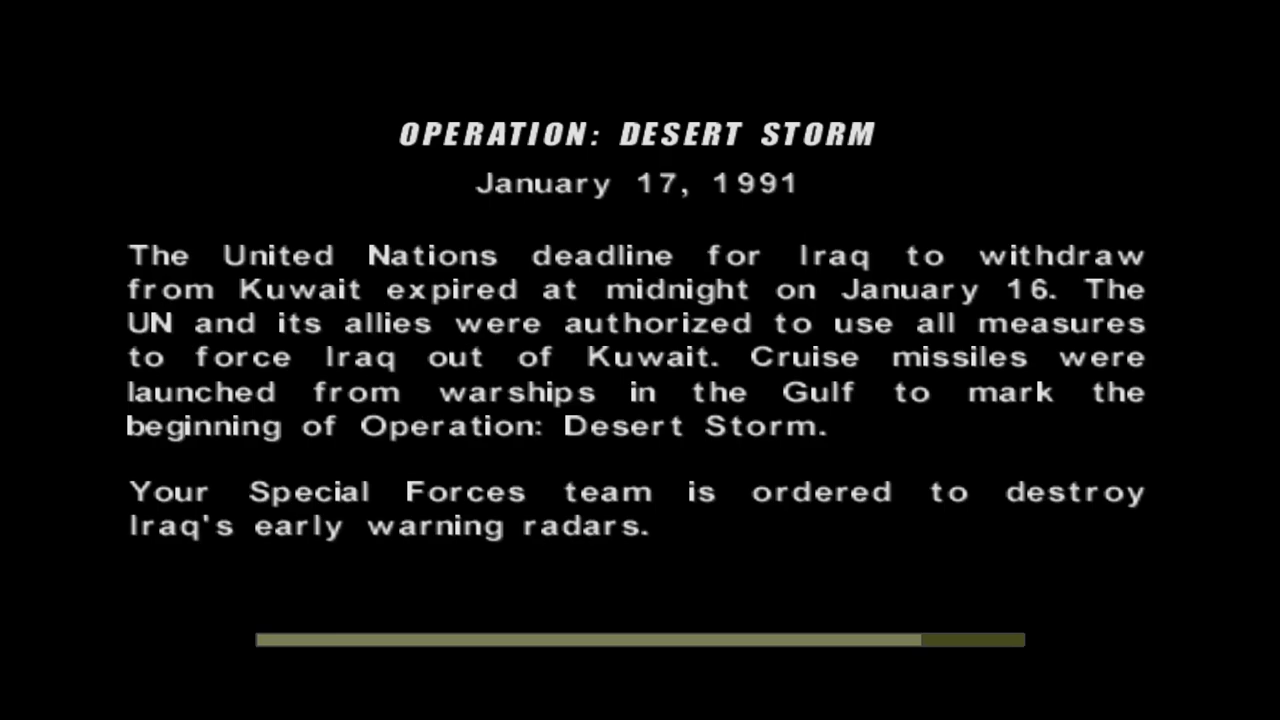 OPERATION: DESERT STORM
January 17, 1991
The United Nations deadline for Iraq to withdraw
from Kuwait expired at midnight on January 16. The
UN and its allies were authorized to use all measures
to force Iraq out of Kuwait. Cruise missiles were
launched from warships in the Gulf to mark the
beginning of Operation: Desert Storm.
Your Special Forces team is ordered to destroy
Iraq's early warning radars.